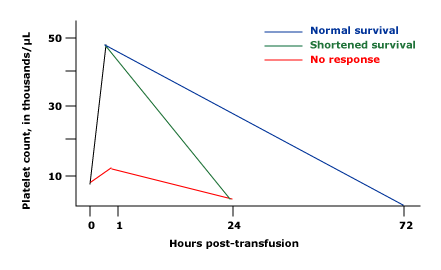 Normal survival
Shortened survival
No response
Platelet count, in thousands/µL
50
30
10
0 1 24 72
Hours post-transfusion